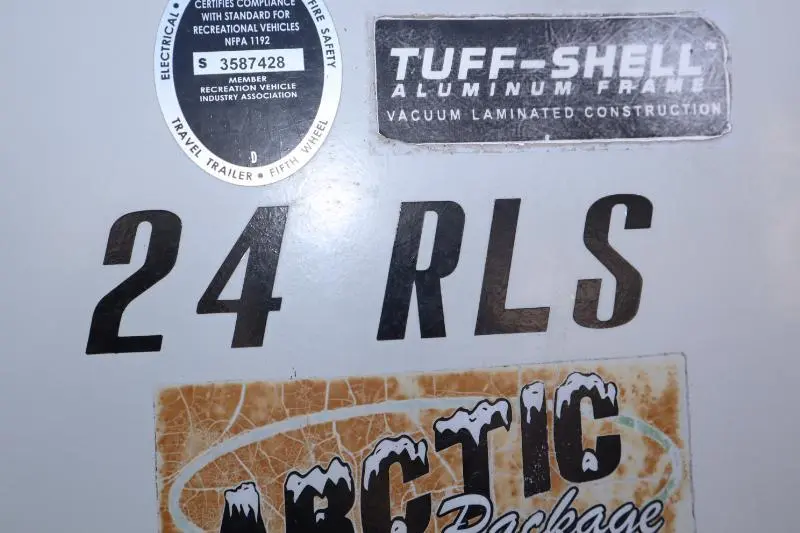 ELECTRICAL •
CERTIFIES COMPLIANCE
WITH STANDARD FOR
RECREATIONAL VEHICLES
NFPA 1192
S 3587428
MEMBER
RECREATION VEHICLE
INDUSTRY ASSOCIATION
D
FIRE SAFETY
TRAVEL TRAILER • FIFTH WHEEL
TUFF-SHELL™
ALUMINUM FRAME
VACUUM LAMINATED CONSTRUCTION
24 RLS
ARCTIC
Package